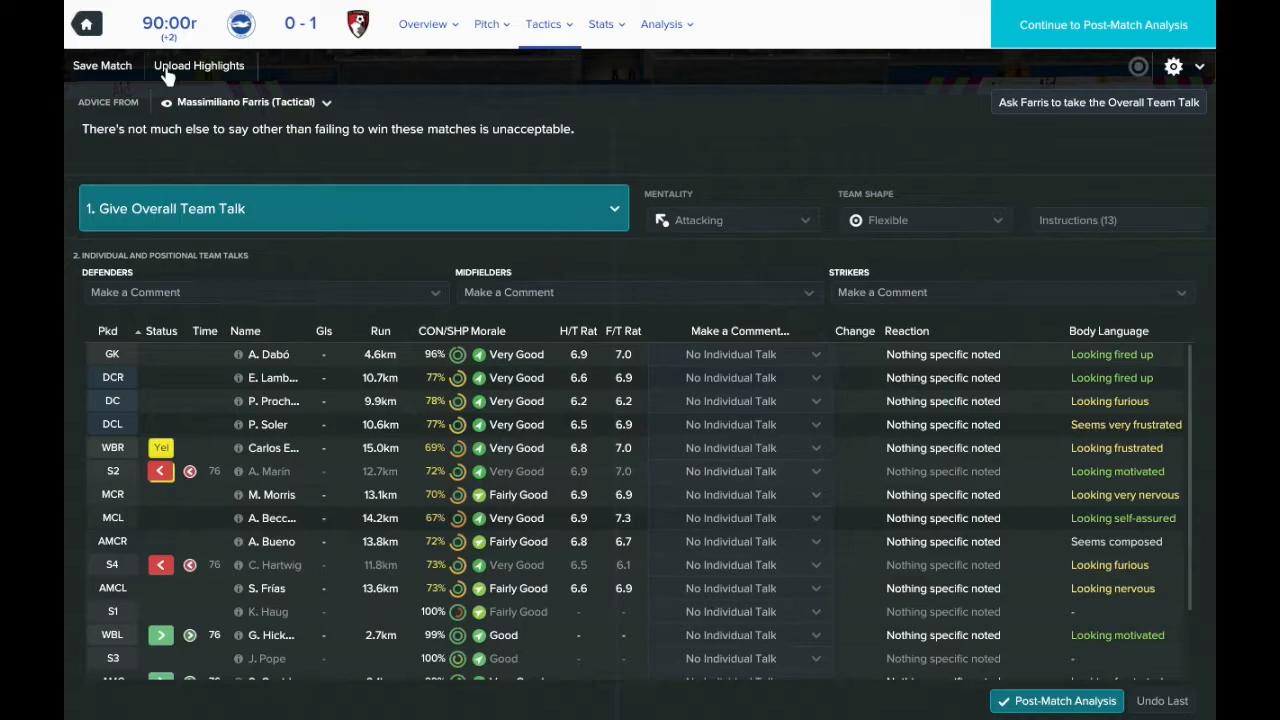 90:00r
(+2)
0 - 1
Overview
Pitch
Tactics
Stats
Analysis
Continue to Post-Match Analysis
Save Match
Upload Highlights
ADVICE FROM
Massimiliano Farris (Tactical)
Ask Farris to take the Overall Team Talk
There's not much else to say other than failing to win these matches is unacceptable.
1. Give Overall Team Talk
MENTALITY
Attacking
TEAM SHAPE
Flexible
Instructions (13)
2. INDIVIDUAL AND POSITIONAL TEAM TALKS
DEFENDERS MIDFIELDERS STRIKERS
Make a Comment Make a Comment Make a Comment
Pkd Status Time Name Gls Run CON/SHP Morale H/T Rat F/T Rat Make a Comment... Change Reaction Body Language
GK A. Dabó - 4.6km 96% Very Good 6.9 7.0 No Individual Talk Nothing specific noted Looking fired up
DCR E. Lamb... - 10.7km 77% Very Good 6.6 6.9 No Individual Talk Nothing specific noted Looking fired up
DC P. Proch... - 9.9km 78% Very Good 6.2 6.2 No Individual Talk Nothing specific noted Looking furious
DCL P. Soler - 10.6km 77% Very Good 6.5 6.9 No Individual Talk Nothing specific noted Seems very frustrated
WBR Yel Carlos E... - 15.0km 69% Very Good 6.8 7.0 No Individual Talk Nothing specific noted Looking frustrated
S2 76 A. Marín - 12.7km 72% Very Good 6.9 7.0 No Individual Talk Nothing specific noted Looking motivated
MCR M. Morris - 13.1km 70% Fairly Good 6.6 6.9 No Individual Talk Nothing specific noted Looking very nervous
MCL A. Becc... - 14.2km 67% Very Good 6.9 7.3 No Individual Talk Nothing specific noted Looking self-assured
AMCR A. Bueno - 13.8km 72% Fairly Good 6.8 6.7 No Individual Talk Nothing specific noted Seems composed
S4 76 C. Hartwig - 11.8km 73% Very Good 6.5 6.1 No Individual Talk Nothing specific noted Looking furious
AMCL S. Frías - 13.6km 73% Fairly Good 6.6 6.9 No Individual Talk Nothing specific noted Looking nervous
S1 K. Haug - 100% Fairly Good - - No Individual Talk Nothing specific noted -
WBL 76 G. Hick... - 2.7km 99% Good - - No Individual Talk Nothing specific noted Looking motivated
S3 J. Pope - 100% Good - - No Individual Talk Nothing specific noted -
Post-Match Analysis
Undo Last